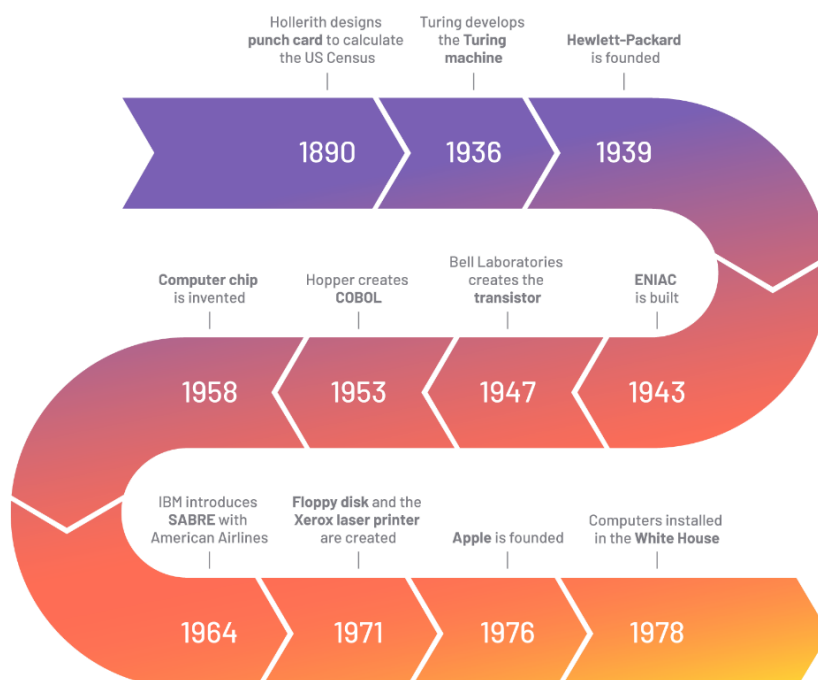 Hollerith designs
punch card to calculate
the US Census
1890
Turing develops
the Turing
machine
1936
Hewlett-Packard
is founded
1939
ENIAC
is built
1943
Bell Laboratories
creates the
transistor
1947
Hopper creates
COBOL
1953
Computer chip
is invented
1958
IBM introduces
SABRE with
American Airlines
1964
Floppy disk and the
Xerox laser printer
are created
1971
Apple is founded
1976
Computers installed
in the White House
1978